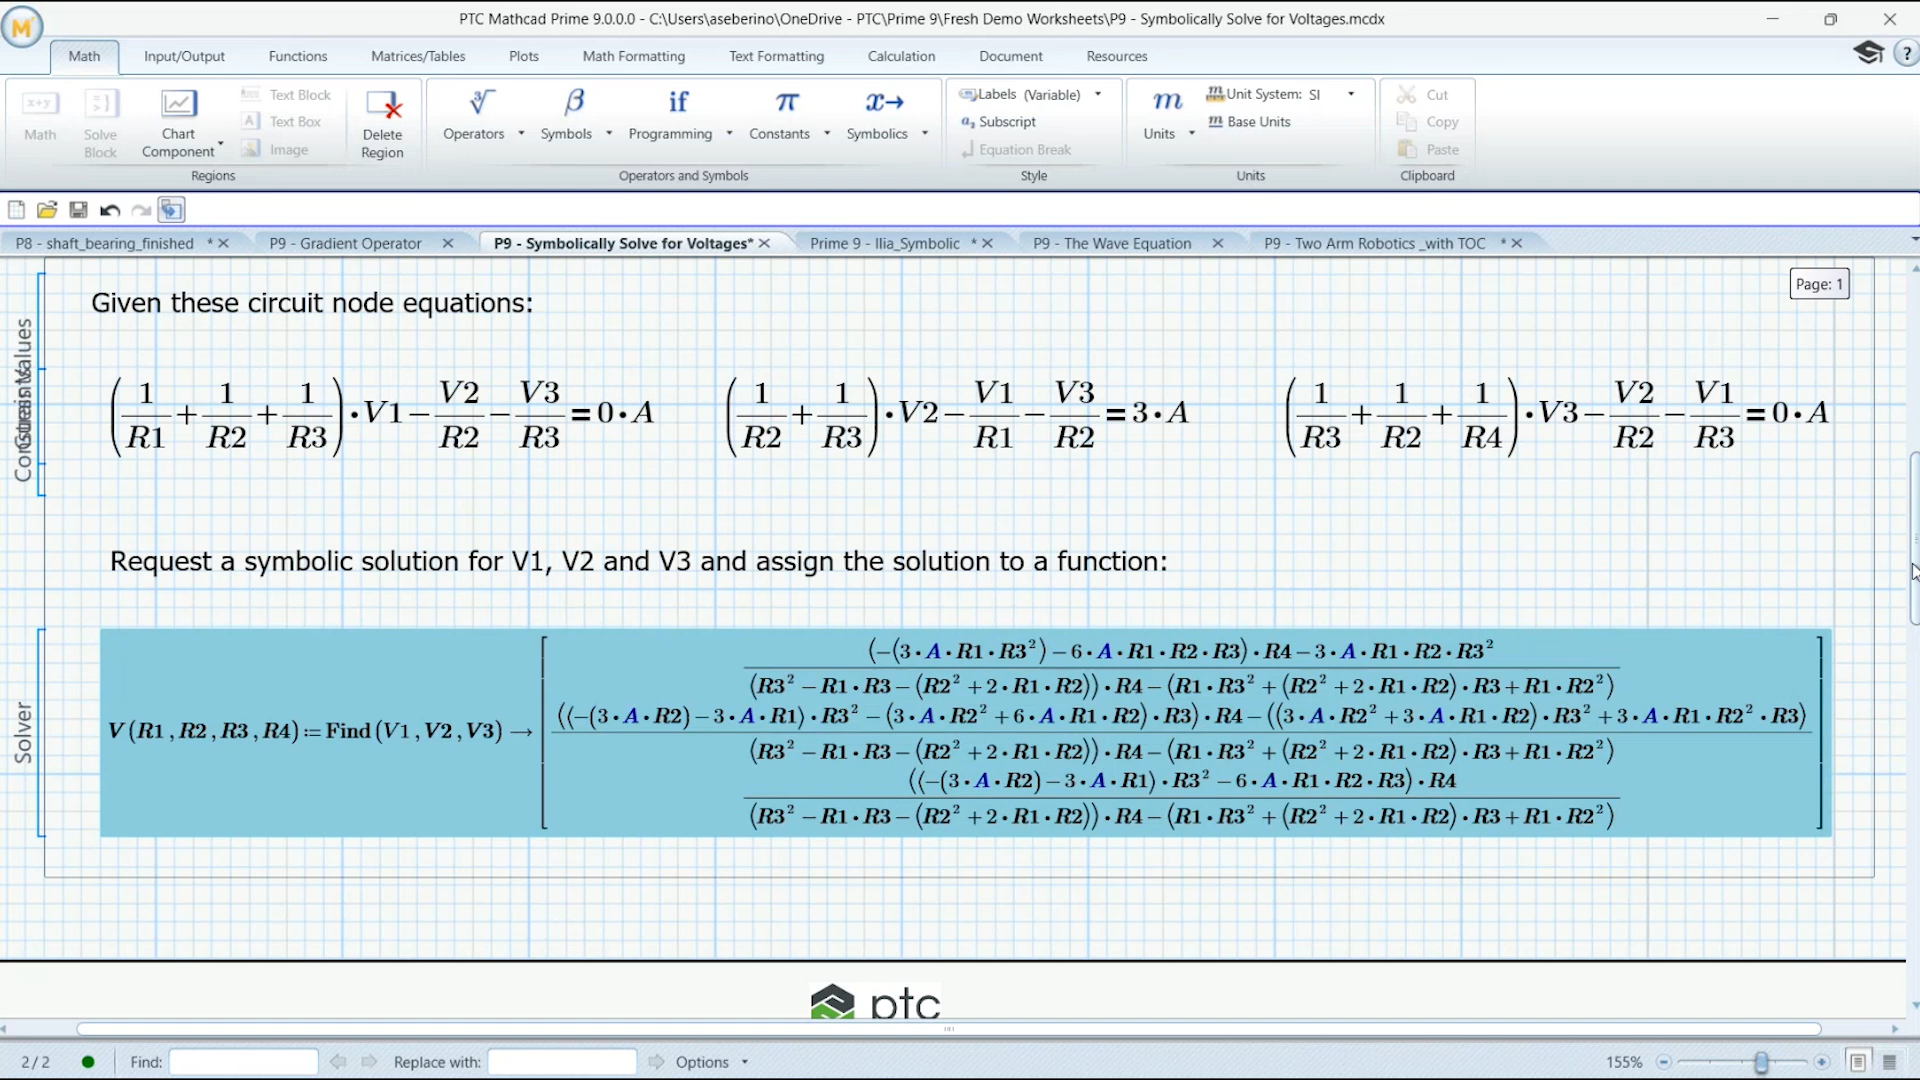 PTC Mathcad Prime 9.0.0.0 - C:\Users\aseberino\OneDrive - PTC\Prime 9\Fresh Demo Worksheets\P9 - Symbolically Solve for Voltages.mcdx
Math Input/Output Functions Matrices/Tables Plots Math Formatting Text Formatting Calculation Document Resources
Math
Solve Block
Chart Component
Text Block
Text Box
Image
Delete Region
Operators
Symbols
Programming
Constants
Symbolics
Labels (Variable)
Subscript
Equation Break
Units
Unit System: SI
Base Units
Cut
Copy
Paste
Regions Operators and Symbols Style Units Clipboard
P8 - shaft_bearing_finished * P9 - Gradient Operator P9 - Symbolically Solve for Voltages* Prime 9 - Ilia_Symbolic * P9 - The Wave Equation P9 - Two Arm Robotics _with TOC *
Page: 1
Given these circuit node equations:
(1/R1+1/R2+1/R3)•V1−V2/R2−V3/R3=0•A (1/R2+1/R3)•V2−V1/R1−V3/R2=3•A (1/R3+1/R2+1/R4)•V3−V2/R2−V1/R3=0•A
Request a symbolic solution for V1, V2 and V3 and assign the solution to a function:
Solver
V(R1,R2,R3,R4):=Find(V1,V2,V3)→
(−(3•A•R1•R3²)−6•A•R1•R2•R3)•R4−3•A•R1•R2•R3²
(R3²−R1•R3−(R2²+2•R1•R2))•R4−(R1•R3²+(R2²+2•R1•R2)•R3+R1•R2²)
((−(3•A•R2)−3•A•R1)•R3²−(3•A•R2²+6•A•R1•R2)•R3)•R4−((3•A•R2²+3•A•R1•R2)•R3²+3•A•R1•R2²•R3)
(R3²−R1•R3−(R2²+2•R1•R2))•R4−(R1•R3²+(R2²+2•R1•R2)•R3+R1•R2²)
((−(3•A•R2)−3•A•R1)•R3²−6•A•R1•R2•R3)•R4
(R3²−R1•R3−(R2²+2•R1•R2))•R4−(R1•R3²+(R2²+2•R1•R2)•R3+R1•R2²)
ptc
2 / 2 Find: Replace with: Options 155%